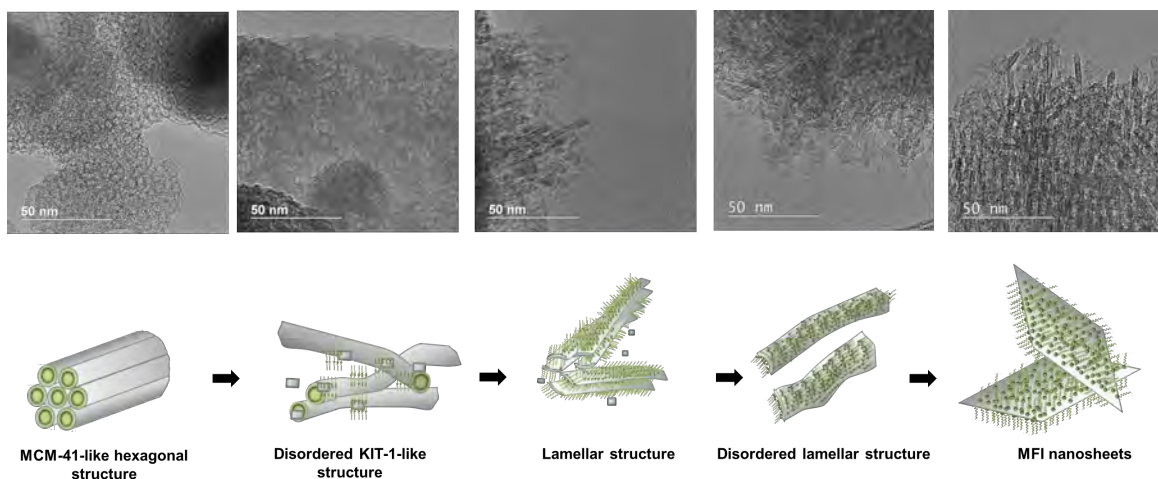 50 nm
50 nm
50 nm
50 nm
50 nm
MCM-41-like hexagonal
structure
Disordered KIT-1-like
structure
Lamellar structure
Disordered lamellar structure
MFI nanosheets